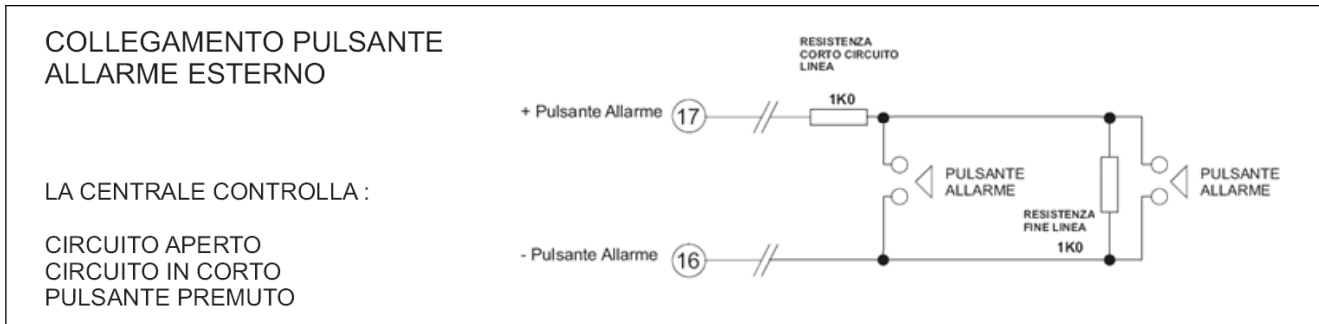 COLLEGAMENTO PULSANTE
ALLARME ESTERNO
LA CENTRALE CONTROLLA :
CIRCUITO APERTO
CIRCUITO IN CORTO
PULSANTE PREMUTO
RESISTENZA
CORTO CIRCUITO
LINEA
1K0
+ Pulsante Allarme 17
PULSANTE
ALLARME
RESISTENZA
FINE LINEA
1K0
PULSANTE
ALLARME
- Pulsante Allarme 16